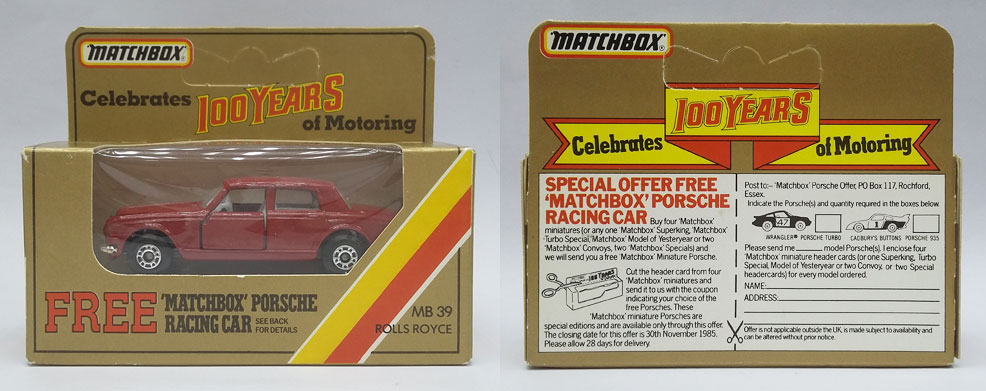 MATCHBOX®
Celebrates 100 YEARS
of Motoring
FREE 'MATCHBOX' PORSCHE
RACING CAR SEE BACK
FOR DETAILS
MB 39
ROLLS ROYCE
MATCHBOX®
100 YEARS
Celebrates of Motoring
SPECIAL OFFER FREE
'MATCHBOX' PORSCHE
RACING CAR Buy four 'Matchbox'
miniatures (or any one 'Matchbox' Superking, 'Matchbox'
Turbo Special, 'Matchbox' Model of Yesteryear or two
'Matchbox' Convoys, two 'Matchbox' Specials) and
we will send you a free 'Matchbox' Miniature Porsche.
100 YEARS
Cut the header card from four
'Matchbox' miniatures and
send it to us with the coupon
indicating your choice of the
free Porsches. These
'Matchbox' miniature Porsches are
special editions and are available only through this offer.
The closing date for this offer is 30th November 1985.
Please allow 28 days for delivery.
Post to:- 'Matchbox' Porsche Offer, PO Box 117, Rochford,
Essex.
Indicate the Porsche(s) and quantity required in the boxes below.
47
1
WRANGLER® PORSCHE TURBO CADBURY'S BUTTONS PORSCHE 935
Please send me model Porsche(s). I enclose four
'Matchbox' miniature header cards (or one Superking, Turbo
Special, Model of Yesteryear or two Convoy, or two Special
headercards) for every model ordered.
NAME:
ADDRESS:
Offer is not applicable outside the UK, is made subject to availability and
can be altered without prior notice.